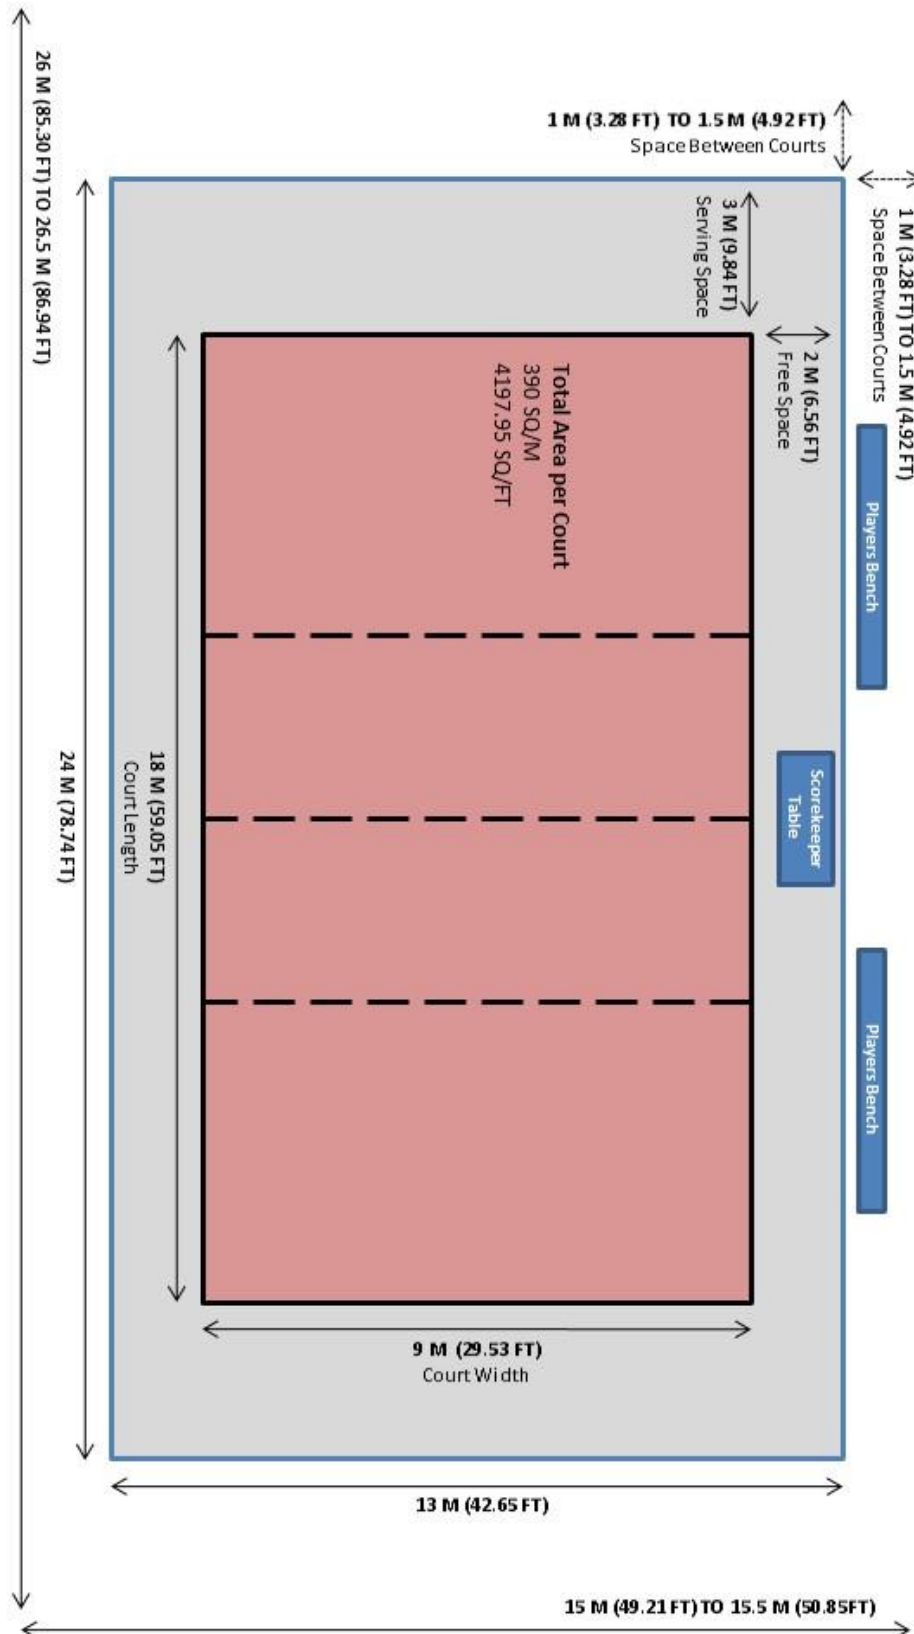 26 M (85.30 FT) TO 26.5 M (86.94 FT)
1 M (3.28 FT) TO 1.5 M (4.92 FT)
Space Between Courts
1 M (3.28 FT) TO 1.5 M (4.92 FT)
Space Between Courts
3 M (9.84 FT)
Serving Space
2 M (6.56 FT)
Free Space
Total Area per Court
390 SQ/M
4197.95 SQ/FT
Players Bench
Scorekeeper
Table
Players Bench
18 M (59.05 FT)
Court Length
24 M (78.74 FT)
9 M (29.53 FT)
Court Width
13 M (42.65 FT)
15 M (49.21 FT) TO 15.5 M (50.85FT)